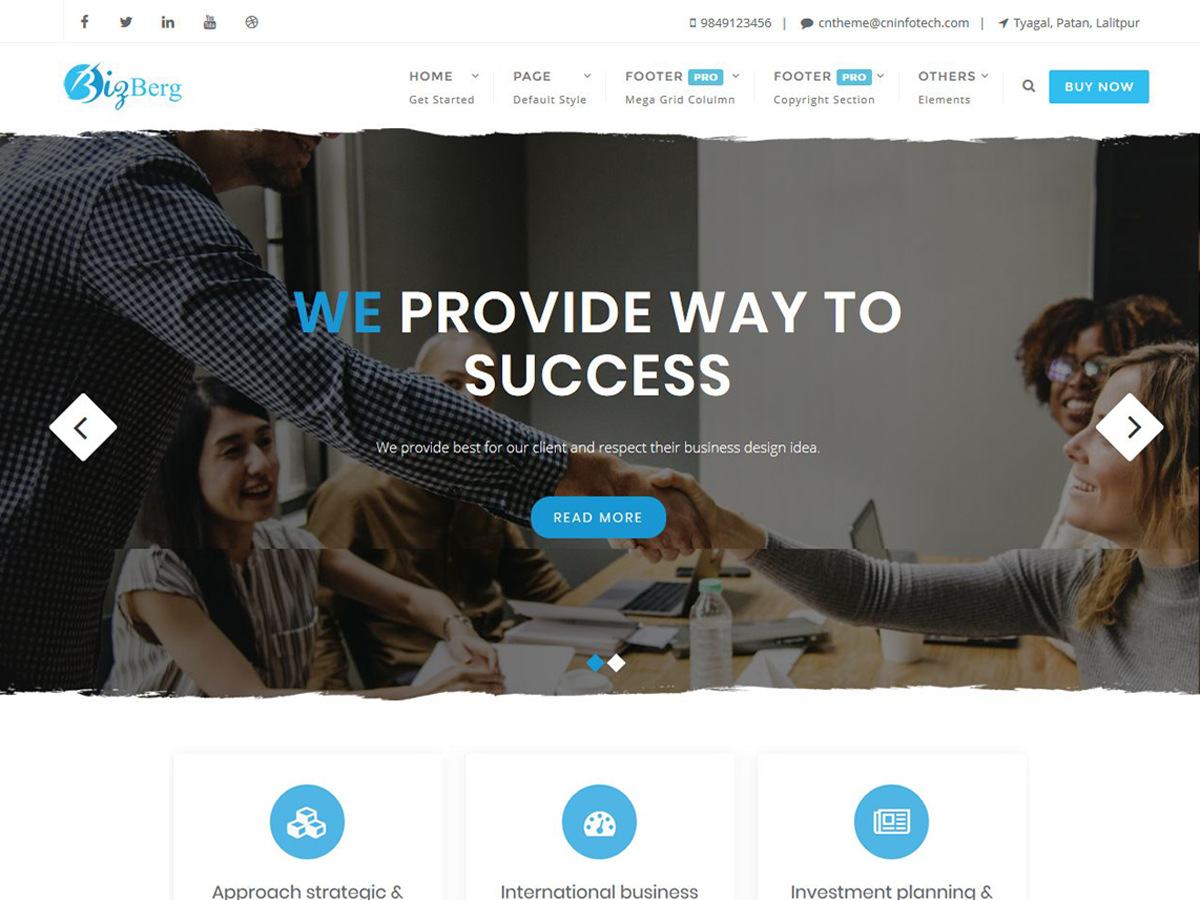 9849123456 | cntheme@cninfotech.com | Tyagal, Patan, Lalitpur
BizBerg
HOME PAGE FOOTER PRO FOOTER PRO OTHERS
Get Started Default Style Mega Grid Colulmn Copyright Section Elements
BUY NOW
WE PROVIDE WAY TO
SUCCESS
We provide best for our client and respect their business design idea.
READ MORE
Approach strategic & International business Investment planning &